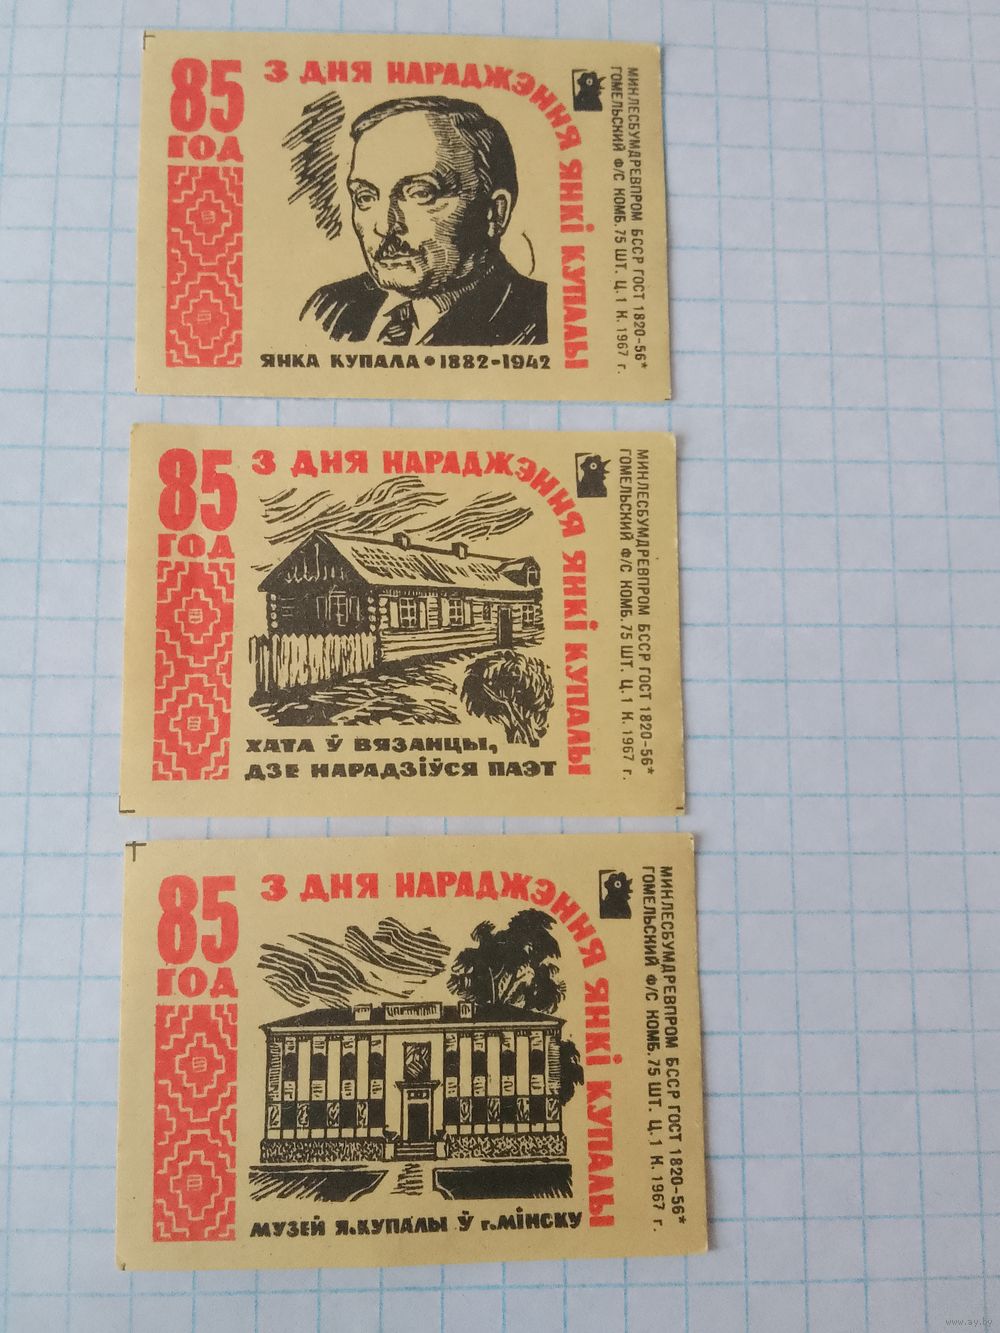 85
ГОД
З ДНЯ НАРАДЖЭННЯ ЯНКІ КУПАЛЫ
ЯНКА КУПАЛА • 1882-1942
МИНЛЕСБУМДРЕВПРОМ БССР ГОСТ 1820-56*
ГОМЕЛЬСКИЙ Ф/С КОМБ. 75 ШТ. Ц. 1 К. 1967 г.
85
ГОД
З ДНЯ НАРАДЖЭННЯ ЯНКІ КУПАЛЫ
ХАТА Ў ВЯЗАНЦЫ,
ДЗЕ НАРАДЗІЎСЯ ПАЭТ
МИНЛЕСБУМДРЕВПРОМ БССР ГОСТ 1820-56*
ГОМЕЛЬСКИЙ Ф/С КОМБ. 75 ШТ. Ц. 1 К. 1967 г.
85
ГОД
З ДНЯ НАРАДЖЭННЯ ЯНКІ КУПАЛЫ
МУЗЕЙ Я. КУПАЛЫ Ў г. МІНСКУ
МИНЛЕСБУМДРЕВПРОМ БССР ГОСТ 1820-56*
ГОМЕЛЬСКИЙ Ф/С КОМБ. 75 ШТ. Ц. 1 К. 1967 г.
www.ay.by